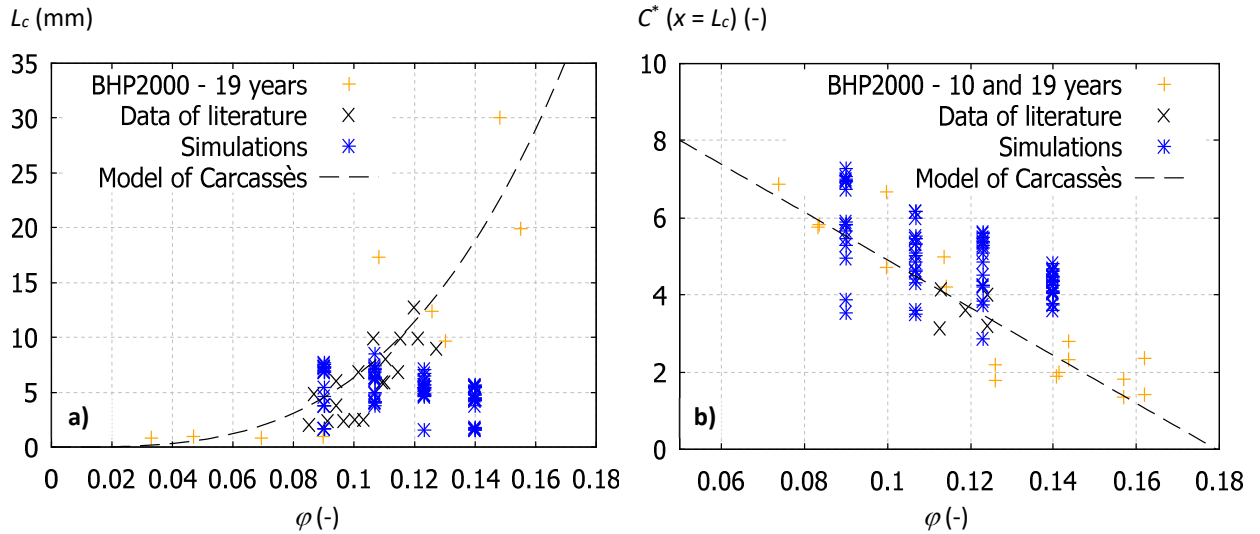 L_c (mm)
35
30
25
20
15
10
5
0
BHP2000 - 19 years
Data of literature
Simulations
Model of Carcassès
a)
0 0.02 0.04 0.06 0.08 0.1 0.12 0.14 0.16 0.18
φ (-)
C* (x = L_c) (-)
10
8
6
4
2
0
BHP2000 - 10 and 19 years
Data of literature
Simulations
Model of Carcassès
b)
0.06 0.08 0.1 0.12 0.14 0.16 0.18
φ (-)